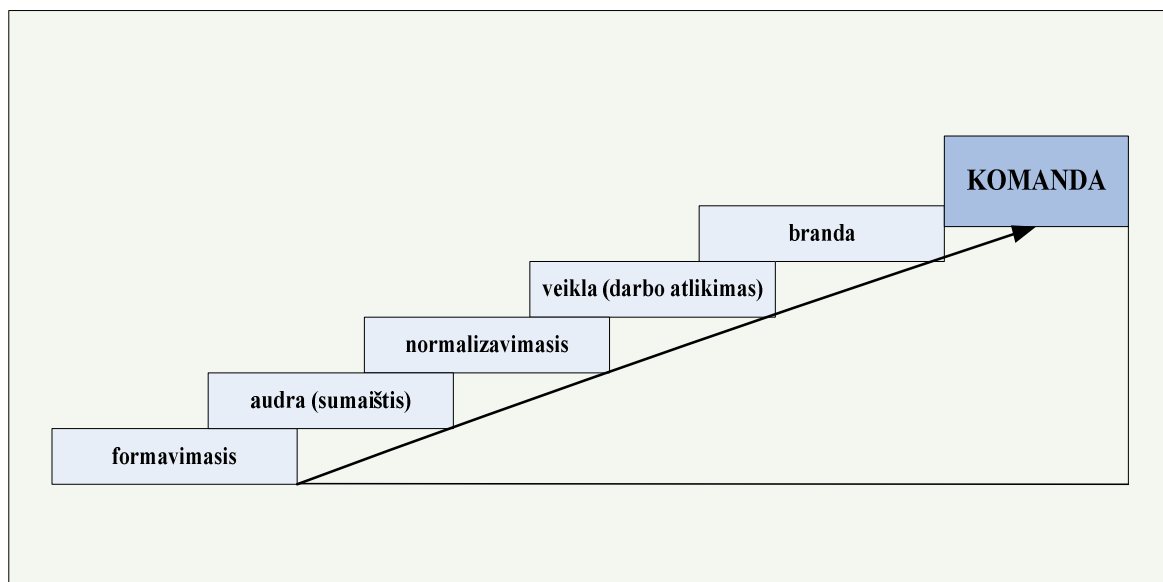 KOMANDA
branda
veikla (darbo atlikimas)
normalizavimasis
audra (sumaištis)
formavimasis